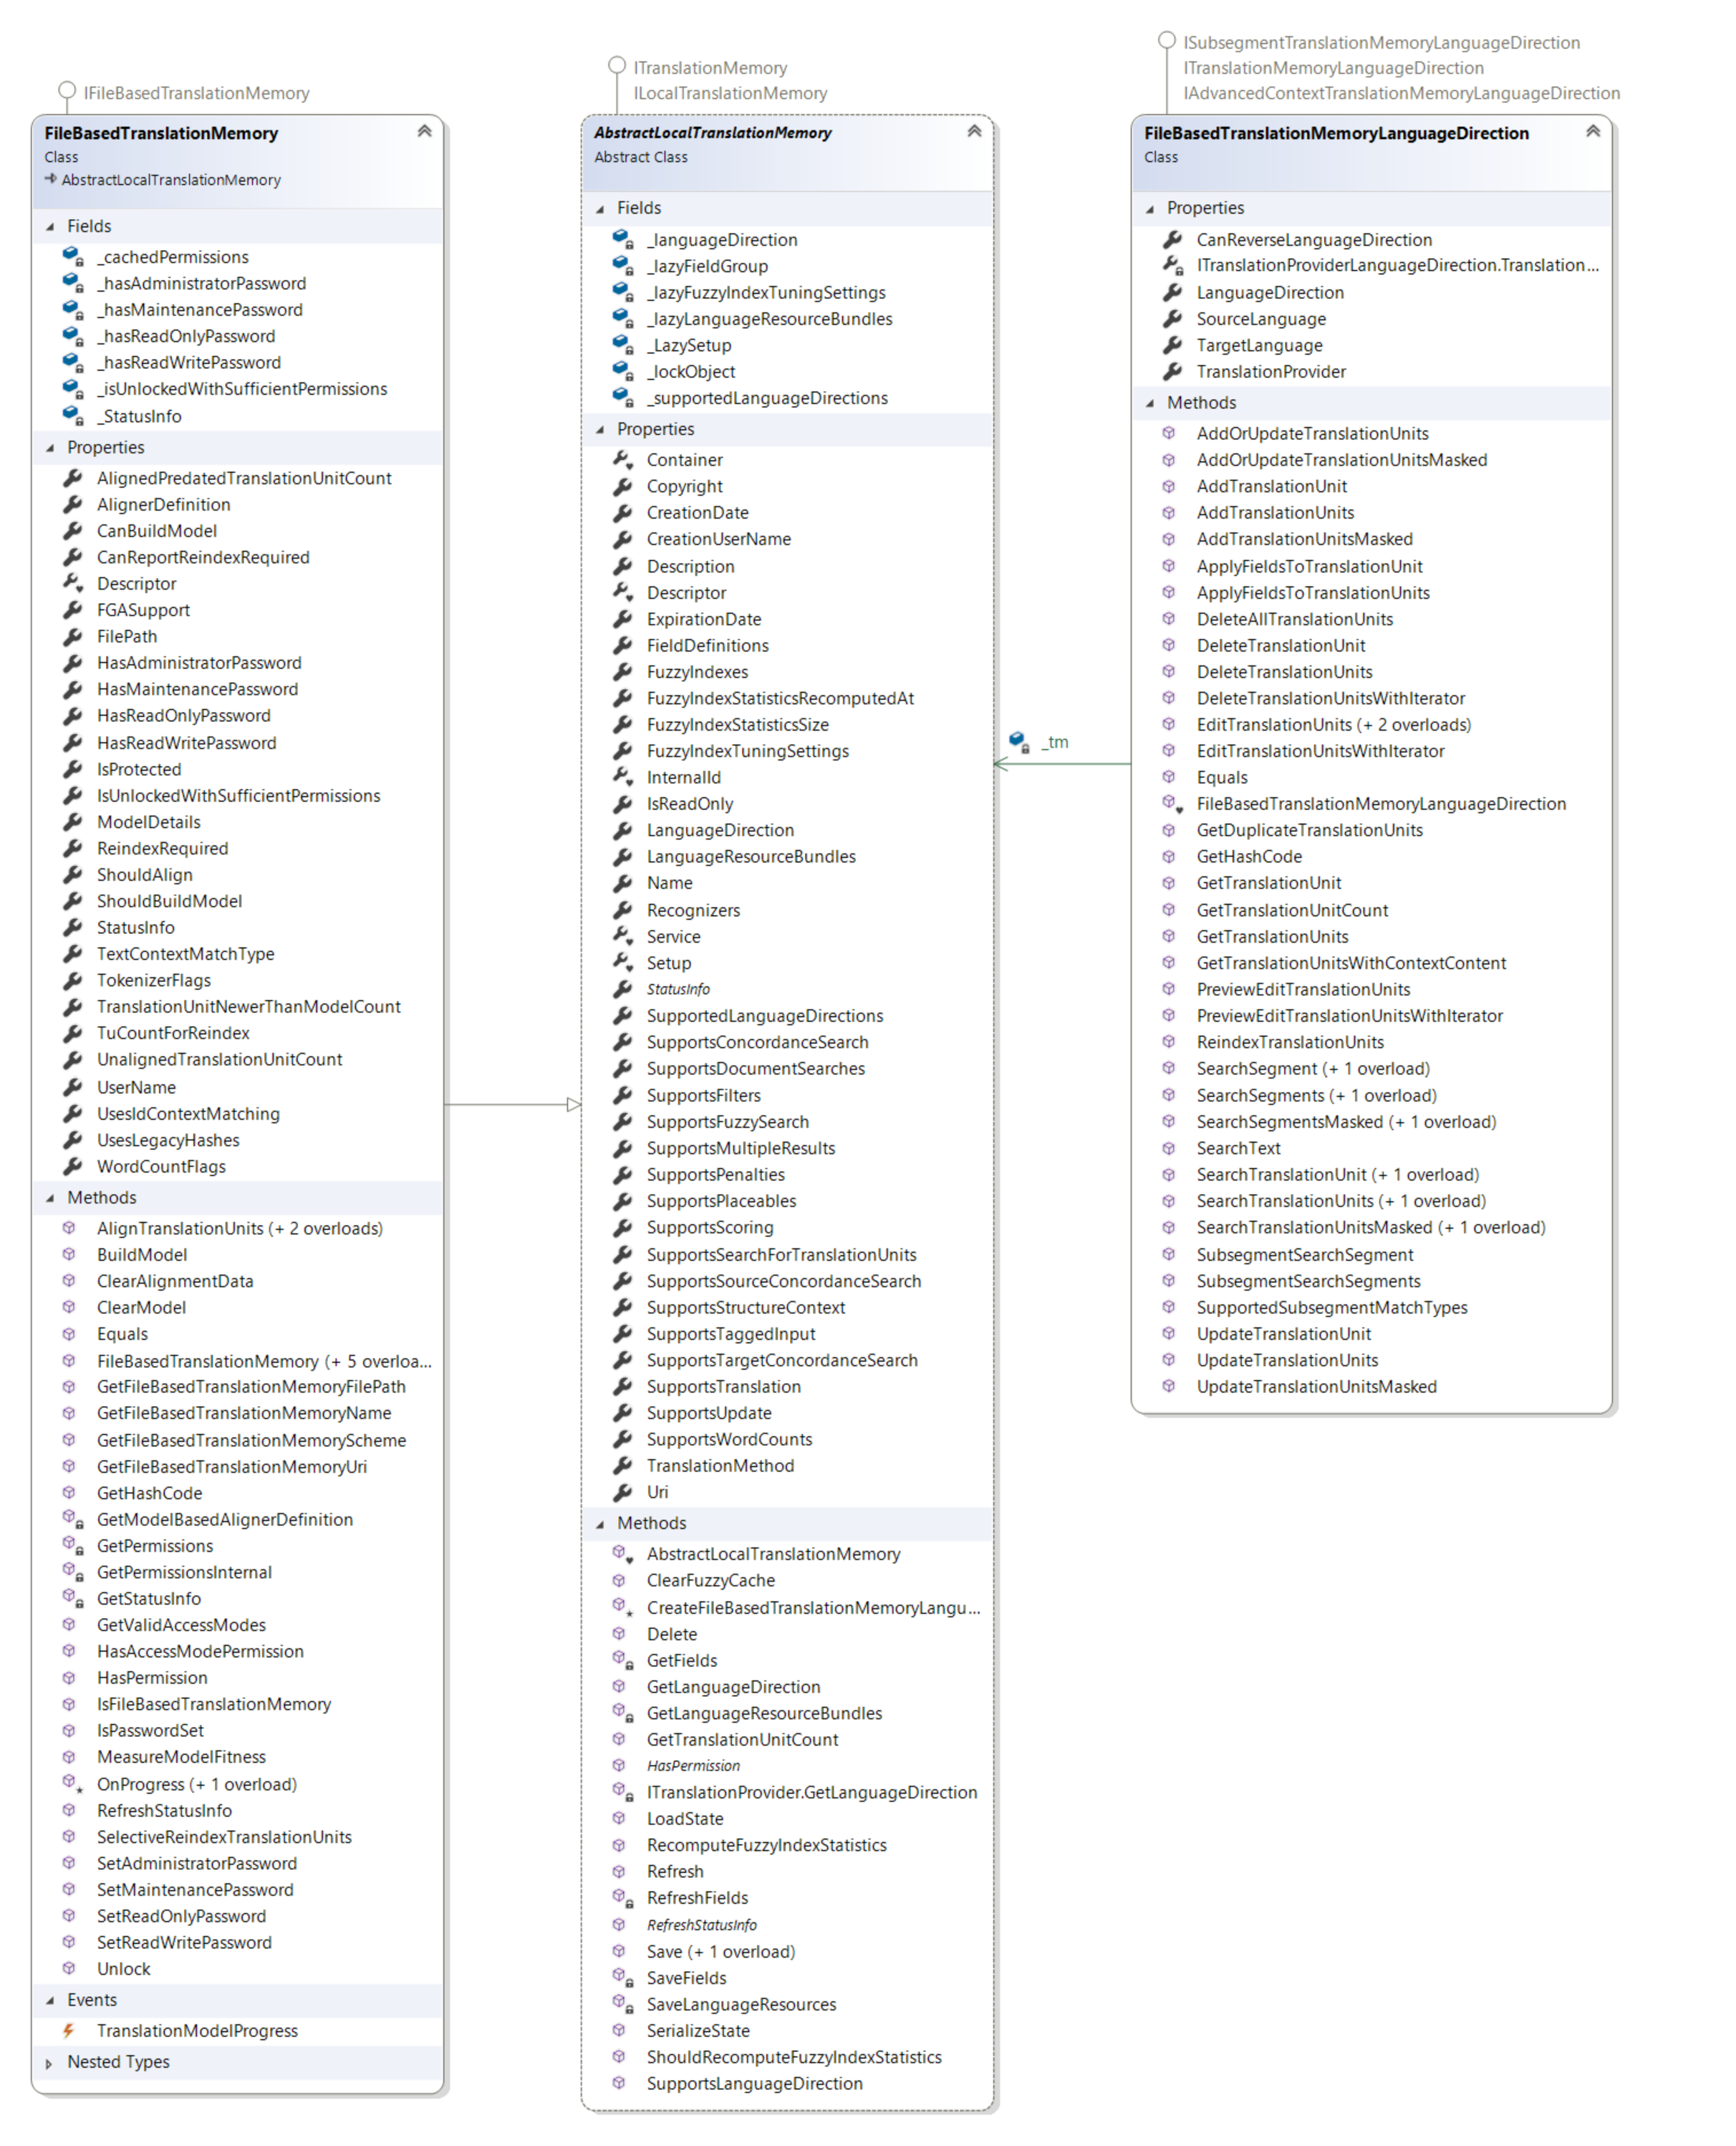 IFileBasedTranslationMemory
FileBasedTranslationMemory
Class
AbstractLocalTranslationMemory
Fields
_cachedPermissions
_hasAdministratorPassword
_hasMaintenancePassword
_hasReadOnlyPassword
_hasReadWritePassword
_isUnlockedWithSufficientPermissions
_StatusInfo
Properties
AlignedPredatedTranslationUnitCount
AlignerDefinition
CanBuildModel
CanReportReindexRequired
Descriptor
FGASupport
FilePath
HasAdministratorPassword
HasMaintenancePassword
HasReadOnlyPassword
HasReadWritePassword
IsProtected
IsUnlockedWithSufficientPermissions
ModelDetails
ReindexRequired
ShouldAlign
ShouldBuildModel
StatusInfo
TextContextMatchType
TokenizerFlags
TranslationUnitNewerThanModelCount
TuCountForReindex
UnalignedTranslationUnitCount
UserName
UsesIdContextMatching
UsesLegacyHashes
WordCountFlags
Methods
AlignTranslationUnits (+ 2 overloads)
BuildModel
ClearAlignmentData
ClearModel
Equals
FileBasedTranslationMemory (+ 5 overloa...
GetFileBasedTranslationMemoryFilePath
GetFileBasedTranslationMemoryName
GetFileBasedTranslationMemoryScheme
GetFileBasedTranslationMemoryUri
GetHashCode
GetModelBasedAlignerDefinition
GetPermissions
GetPermissionsInternal
GetStatusInfo
GetValidAccessModes
HasAccessModePermission
HasPermission
IsFileBasedTranslationMemory
IsPasswordSet
MeasureModelFitness
OnProgress (+ 1 overload)
RefreshStatusInfo
SelectiveReindexTranslationUnits
SetAdministratorPassword
SetMaintenancePassword
SetReadOnlyPassword
SetReadWritePassword
Unlock
Events
TranslationModelProgress
Nested Types
ITranslationMemory
ILocalTranslationMemory
AbstractLocalTranslationMemory
Abstract Class
Fields
_languageDirection
_lazyFieldGroup
_lazyFuzzyIndexTuningSettings
_lazyLanguageResourceBundles
_LazySetup
_lockObject
_supportedLanguageDirections
Properties
Container
Copyright
CreationDate
CreationUserName
Description
Descriptor
ExpirationDate
FieldDefinitions
FuzzyIndexes
FuzzyIndexStatisticsRecomputedAt
FuzzyIndexStatisticsSize
FuzzyIndexTuningSettings
InternalId
IsReadOnly
LanguageDirection
LanguageResourceBundles
Name
Recognizers
Service
Setup
StatusInfo
SupportedLanguageDirections
SupportsConcordanceSearch
SupportsDocumentSearches
SupportsFilters
SupportsFuzzySearch
SupportsMultipleResults
SupportsPenalties
SupportsPlaceables
SupportsScoring
SupportsSearchForTranslationUnits
SupportsSourceConcordanceSearch
SupportsStructureContext
SupportsTaggedInput
SupportsTargetConcordanceSearch
SupportsTranslation
SupportsUpdate
SupportsWordCounts
TranslationMethod
Uri
Methods
AbstractLocalTranslationMemory
ClearFuzzyCache
CreateFileBasedTranslationMemoryLangu...
Delete
GetFields
GetLanguageDirection
GetLanguageResourceBundles
GetTranslationUnitCount
HasPermission
ITranslationProvider.GetLanguageDirection
LoadState
RecomputeFuzzyIndexStatistics
Refresh
RefreshFields
RefreshStatusInfo
Save (+ 1 overload)
SaveFields
SaveLanguageResources
SerializeState
ShouldRecomputeFuzzyIndexStatistics
SupportsLanguageDirection
_tm
ISubsegmentTranslationMemoryLanguageDirection
ITranslationMemoryLanguageDirection
IAdvancedContextTranslationMemoryLanguageDirection
FileBasedTranslationMemoryLanguageDirection
Class
Properties
CanReverseLanguageDirection
ITranslationProviderLanguageDirection.Translation...
LanguageDirection
SourceLanguage
TargetLanguage
TranslationProvider
Methods
AddOrUpdateTranslationUnits
AddOrUpdateTranslationUnitsMasked
AddTranslationUnit
AddTranslationUnits
AddTranslationUnitsMasked
ApplyFieldsToTranslationUnit
ApplyFieldsToTranslationUnits
DeleteAllTranslationUnits
DeleteTranslationUnit
DeleteTranslationUnits
DeleteTranslationUnitsWithIterator
EditTranslationUnits (+ 2 overloads)
EditTranslationUnitsWithIterator
Equals
FileBasedTranslationMemoryLanguageDirection
GetDuplicateTranslationUnits
GetHashCode
GetTranslationUnit
GetTranslationUnitCount
GetTranslationUnits
GetTranslationUnitsWithContextContent
PreviewEditTranslationUnits
PreviewEditTranslationUnitsWithIterator
ReindexTranslationUnits
SearchSegment (+ 1 overload)
SearchSegments (+ 1 overload)
SearchSegmentsMasked (+ 1 overload)
SearchText
SearchTranslationUnit (+ 1 overload)
SearchTranslationUnits (+ 1 overload)
SearchTranslationUnitsMasked (+ 1 overload)
SubsegmentSearchSegment
SubsegmentSearchSegments
SupportedSubsegmentMatchTypes
UpdateTranslationUnit
UpdateTranslationUnits
UpdateTranslationUnitsMasked